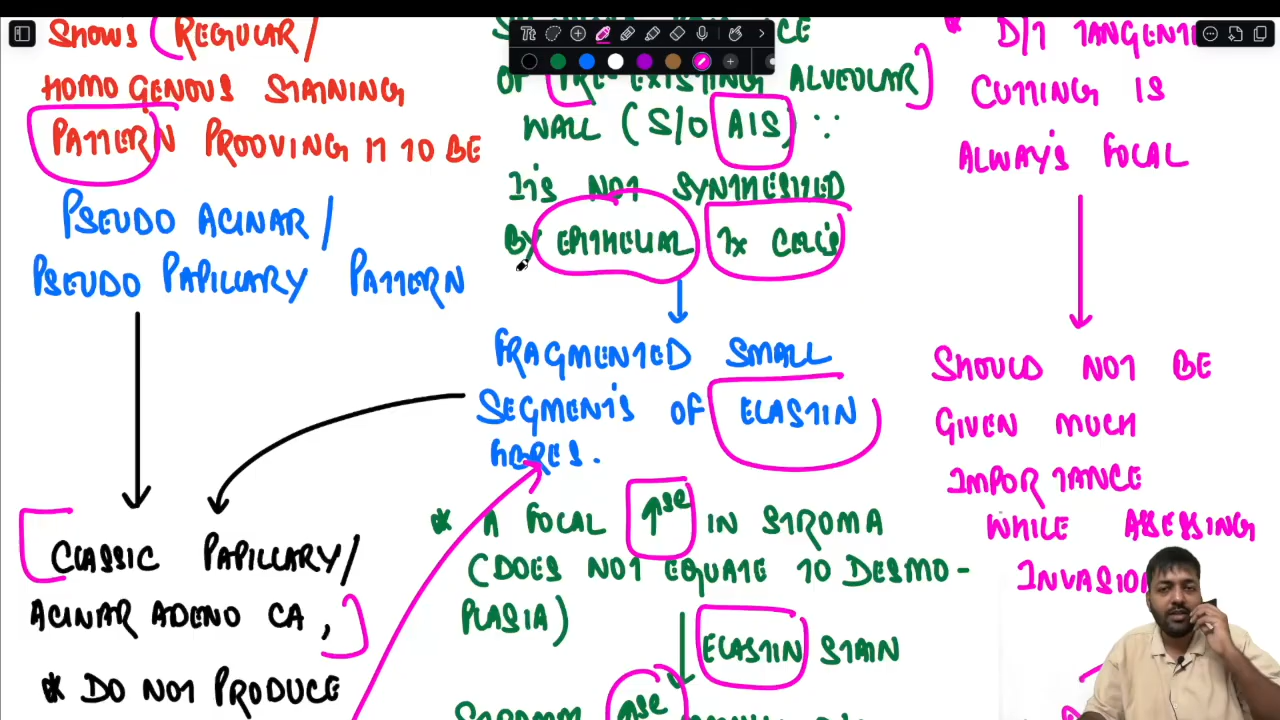 SHOWS (REGULAR/
HOMOGENOUS STAINING
PATTERN PROOVING IT TO BE
PSEUDO ACINAR/
PSEUDO PAPILLARY PATTERN
CLASSIC PAPILLARY/
ACINAR ADENO CA,
* DO NOT PRODUCE
OF PRE-EXISTING ALVEOLAR
WALL (S/O AIS) ∵
It's NOT SYNTHESIZED
BY EPITHELIAL Tx CELLS
FRAGMENTED SMALL
SEGMENTS OF ELASTIN
FIBRES.
* A FOCAL ↑se IN STROMA
(DOES NOT EQUATE TO DESMO-
PLASIA)
ELASTIN STAIN
↑se
* D/T TANGENTI
CUTTING IS
ALWAYS FOCAL
SHOULD NOT BE
GIVEN MUCH
IMPORTANCE
WHILE ASSESSING
INVASION